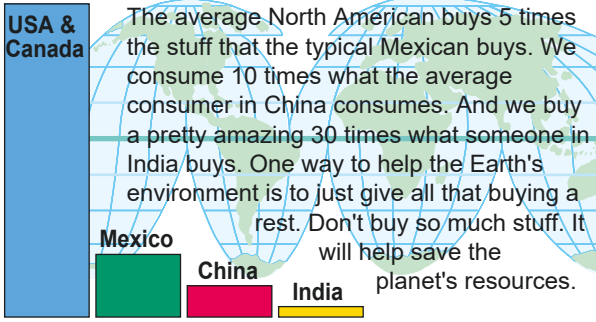 USA &
Canada
The average North American buys 5 times
the stuff that the typical Mexican buys. We
consume 10 times what the average
consumer in China consumes. And we buy
a pretty amazing 30 times what someone in
India buys. One way to help the Earth's
environment is to just give all that buying a
rest. Don't buy so much stuff. It
will help save the
planet's resources.
Mexico
China
India